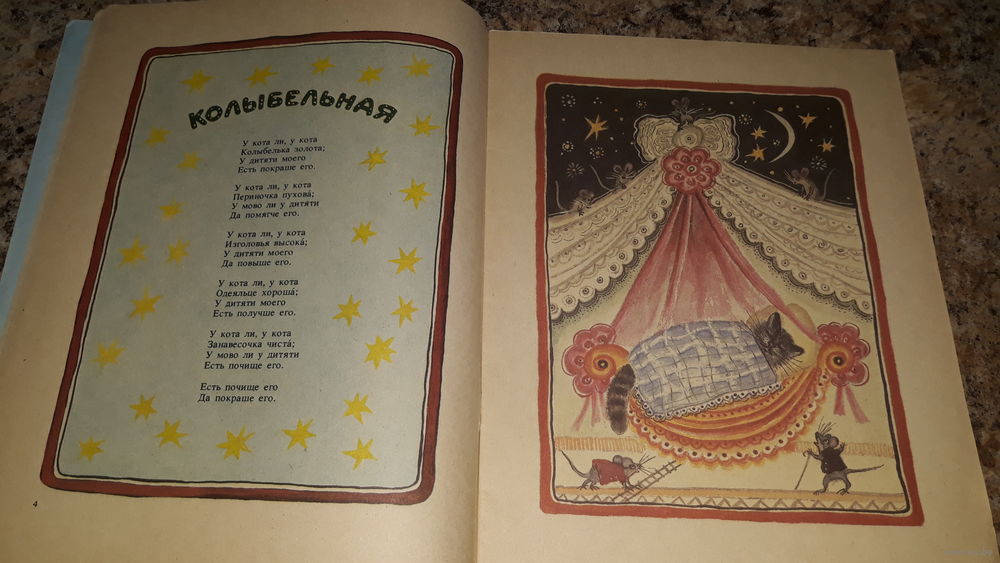 КОЛЫБЕЛЬНАЯ
У кота ли, у кота
Колыбелька золота;
У дитяти моего
Есть покраше его.
У кота ли, у кота
Периночка пухова́;
У мово ли у дитяти
Да помягче его.
У кота ли, у кота
Изголовья высока́;
У дитяти моего
Да повыше его.
У кота ли, у кота
Одеяльце хороша́;
У дитяти моего
Есть получше его.
У кота ли, у кота
Занавесочка чиста́;
У мово ли у дитяти
Есть почище его.
Есть почище его
Да покраше его.
4